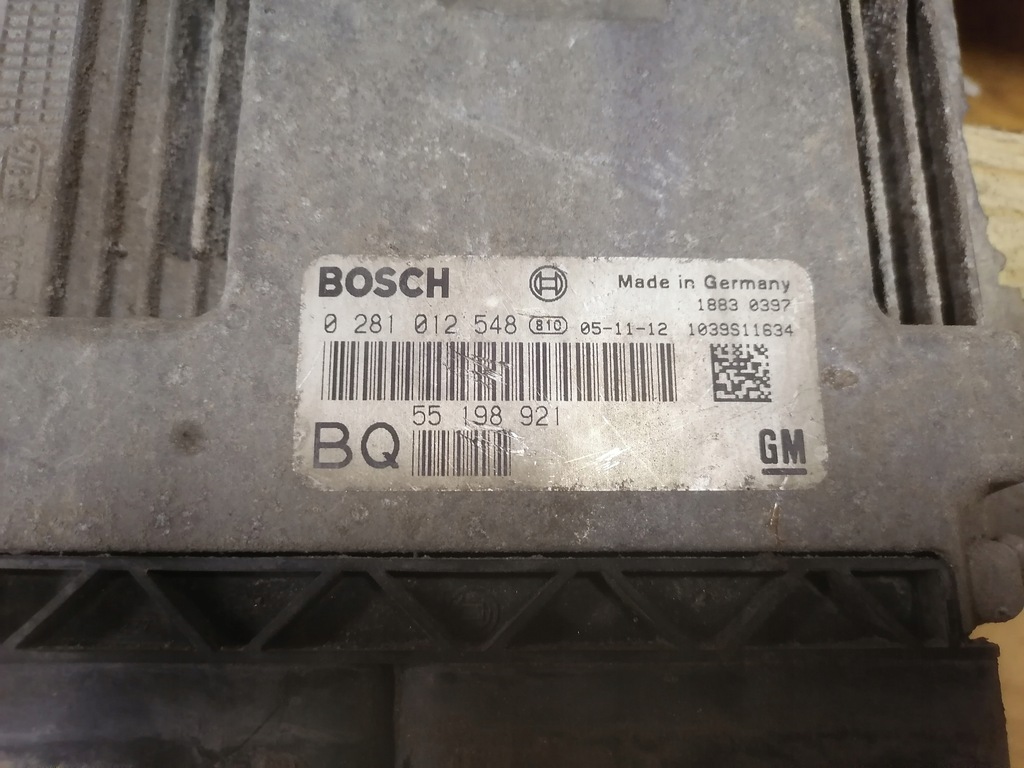 BOSCH
Made in Germany
1883 0397
0 281 012 548 810 05-11-12 1039S11634
55 198 921
BQ
GM